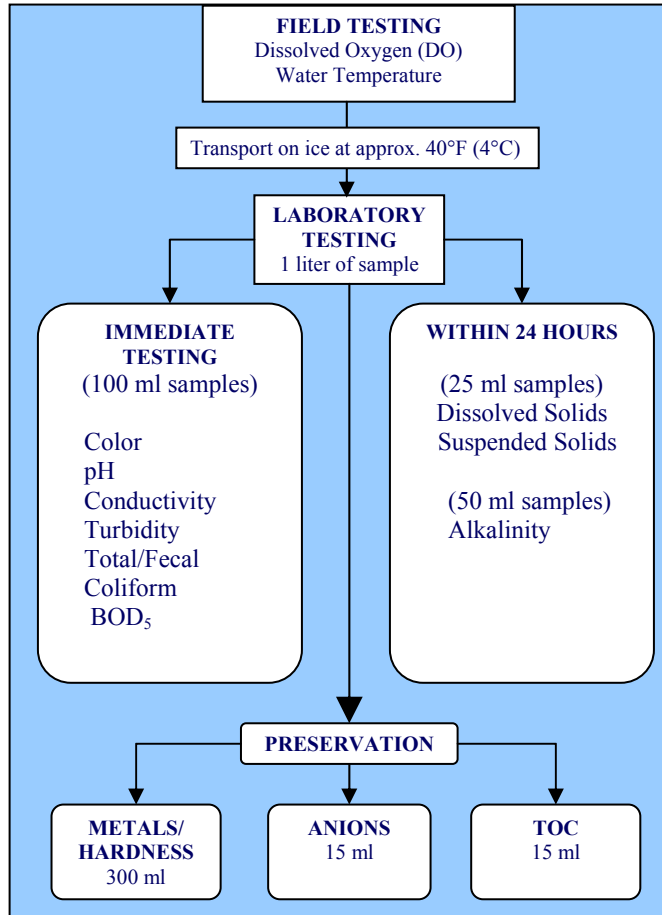 FIELD TESTING
Dissolved Oxygen (DO)
Water Temperature
Transport on ice at approx. 40°F (4°C)
LABORATORY
TESTING
1 liter of sample
IMMEDIATE
TESTING
(100 ml samples)
Color
pH
Conductivity
Turbidity
Total/Fecal
Coliform
BOD₅
WITHIN 24 HOURS
(25 ml samples)
Dissolved Solids
Suspended Solids
(50 ml samples)
Alkalinity
PRESERVATION
METALS/
HARDNESS
300 ml
ANIONS
15 ml
TOC
15 ml